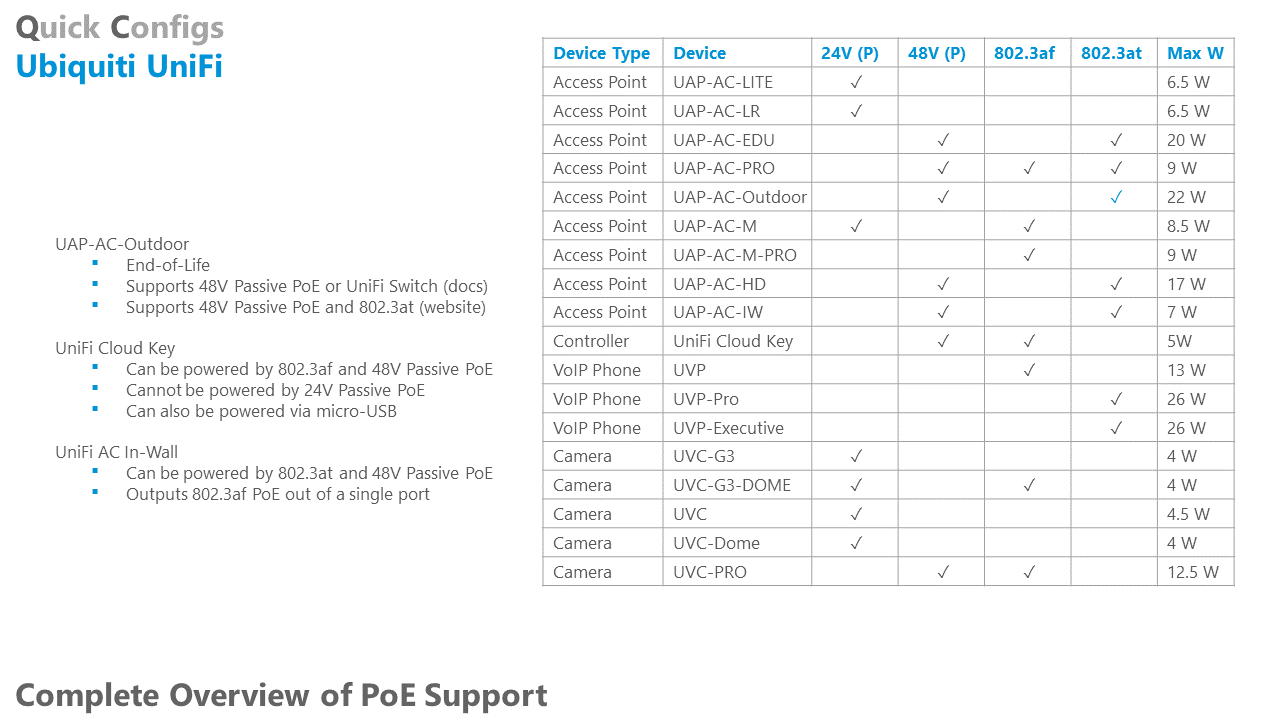 Quick Configs
Ubiquiti UniFi
UAP-AC-Outdoor
▪ End-of-Life
▪ Supports 48V Passive PoE or UniFi Switch (docs)
▪ Supports 48V Passive PoE and 802.3at (website)
UniFi Cloud Key
▪ Can be powered by 802.3af and 48V Passive PoE
▪ Cannot be powered by 24V Passive PoE
▪ Can also be powered via micro-USB
UniFi AC In-Wall
▪ Can be powered by 802.3at and 48V Passive PoE
▪ Outputs 802.3af PoE out of a single port
Device Type | Device | 24V (P) | 48V (P) | 802.3af | 802.3at | Max W
Access Point | UAP-AC-LITE | ✓ | | | | 6.5 W
Access Point | UAP-AC-LR | ✓ | | | | 6.5 W
Access Point | UAP-AC-EDU | | ✓ | | ✓ | 20 W
Access Point | UAP-AC-PRO | | ✓ | ✓ | ✓ | 9 W
Access Point | UAP-AC-Outdoor | | ✓ | | ✓ | 22 W
Access Point | UAP-AC-M | ✓ | | ✓ | | 8.5 W
Access Point | UAP-AC-M-PRO | | | ✓ | | 9 W
Access Point | UAP-AC-HD | | ✓ | | ✓ | 17 W
Access Point | UAP-AC-IW | | ✓ | | ✓ | 7 W
Controller | UniFi Cloud Key | | ✓ | ✓ | | 5W
VoIP Phone | UVP | | | ✓ | | 13 W
VoIP Phone | UVP-Pro | | | | ✓ | 26 W
VoIP Phone | UVP-Executive | | | | ✓ | 26 W
Camera | UVC-G3 | ✓ | | | | 4 W
Camera | UVC-G3-DOME | ✓ | | ✓ | | 4 W
Camera | UVC | ✓ | | | | 4.5 W
Camera | UVC-Dome | ✓ | | | | 4 W
Camera | UVC-PRO | | ✓ | ✓ | | 12.5 W
Complete Overview of PoE Support